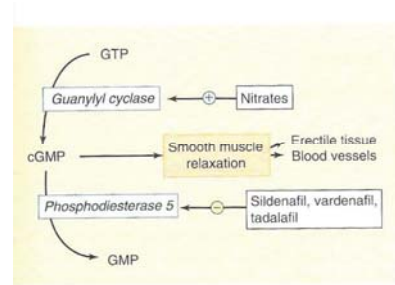 GTP
Guanylyl cyclase
+
Nitrates
cGMP
Smooth muscle
relaxation
Erectile tissue
Blood vessels
Phosphodiesterase 5
−
Sildenafil, vardenafil,
tadalafil
GMP